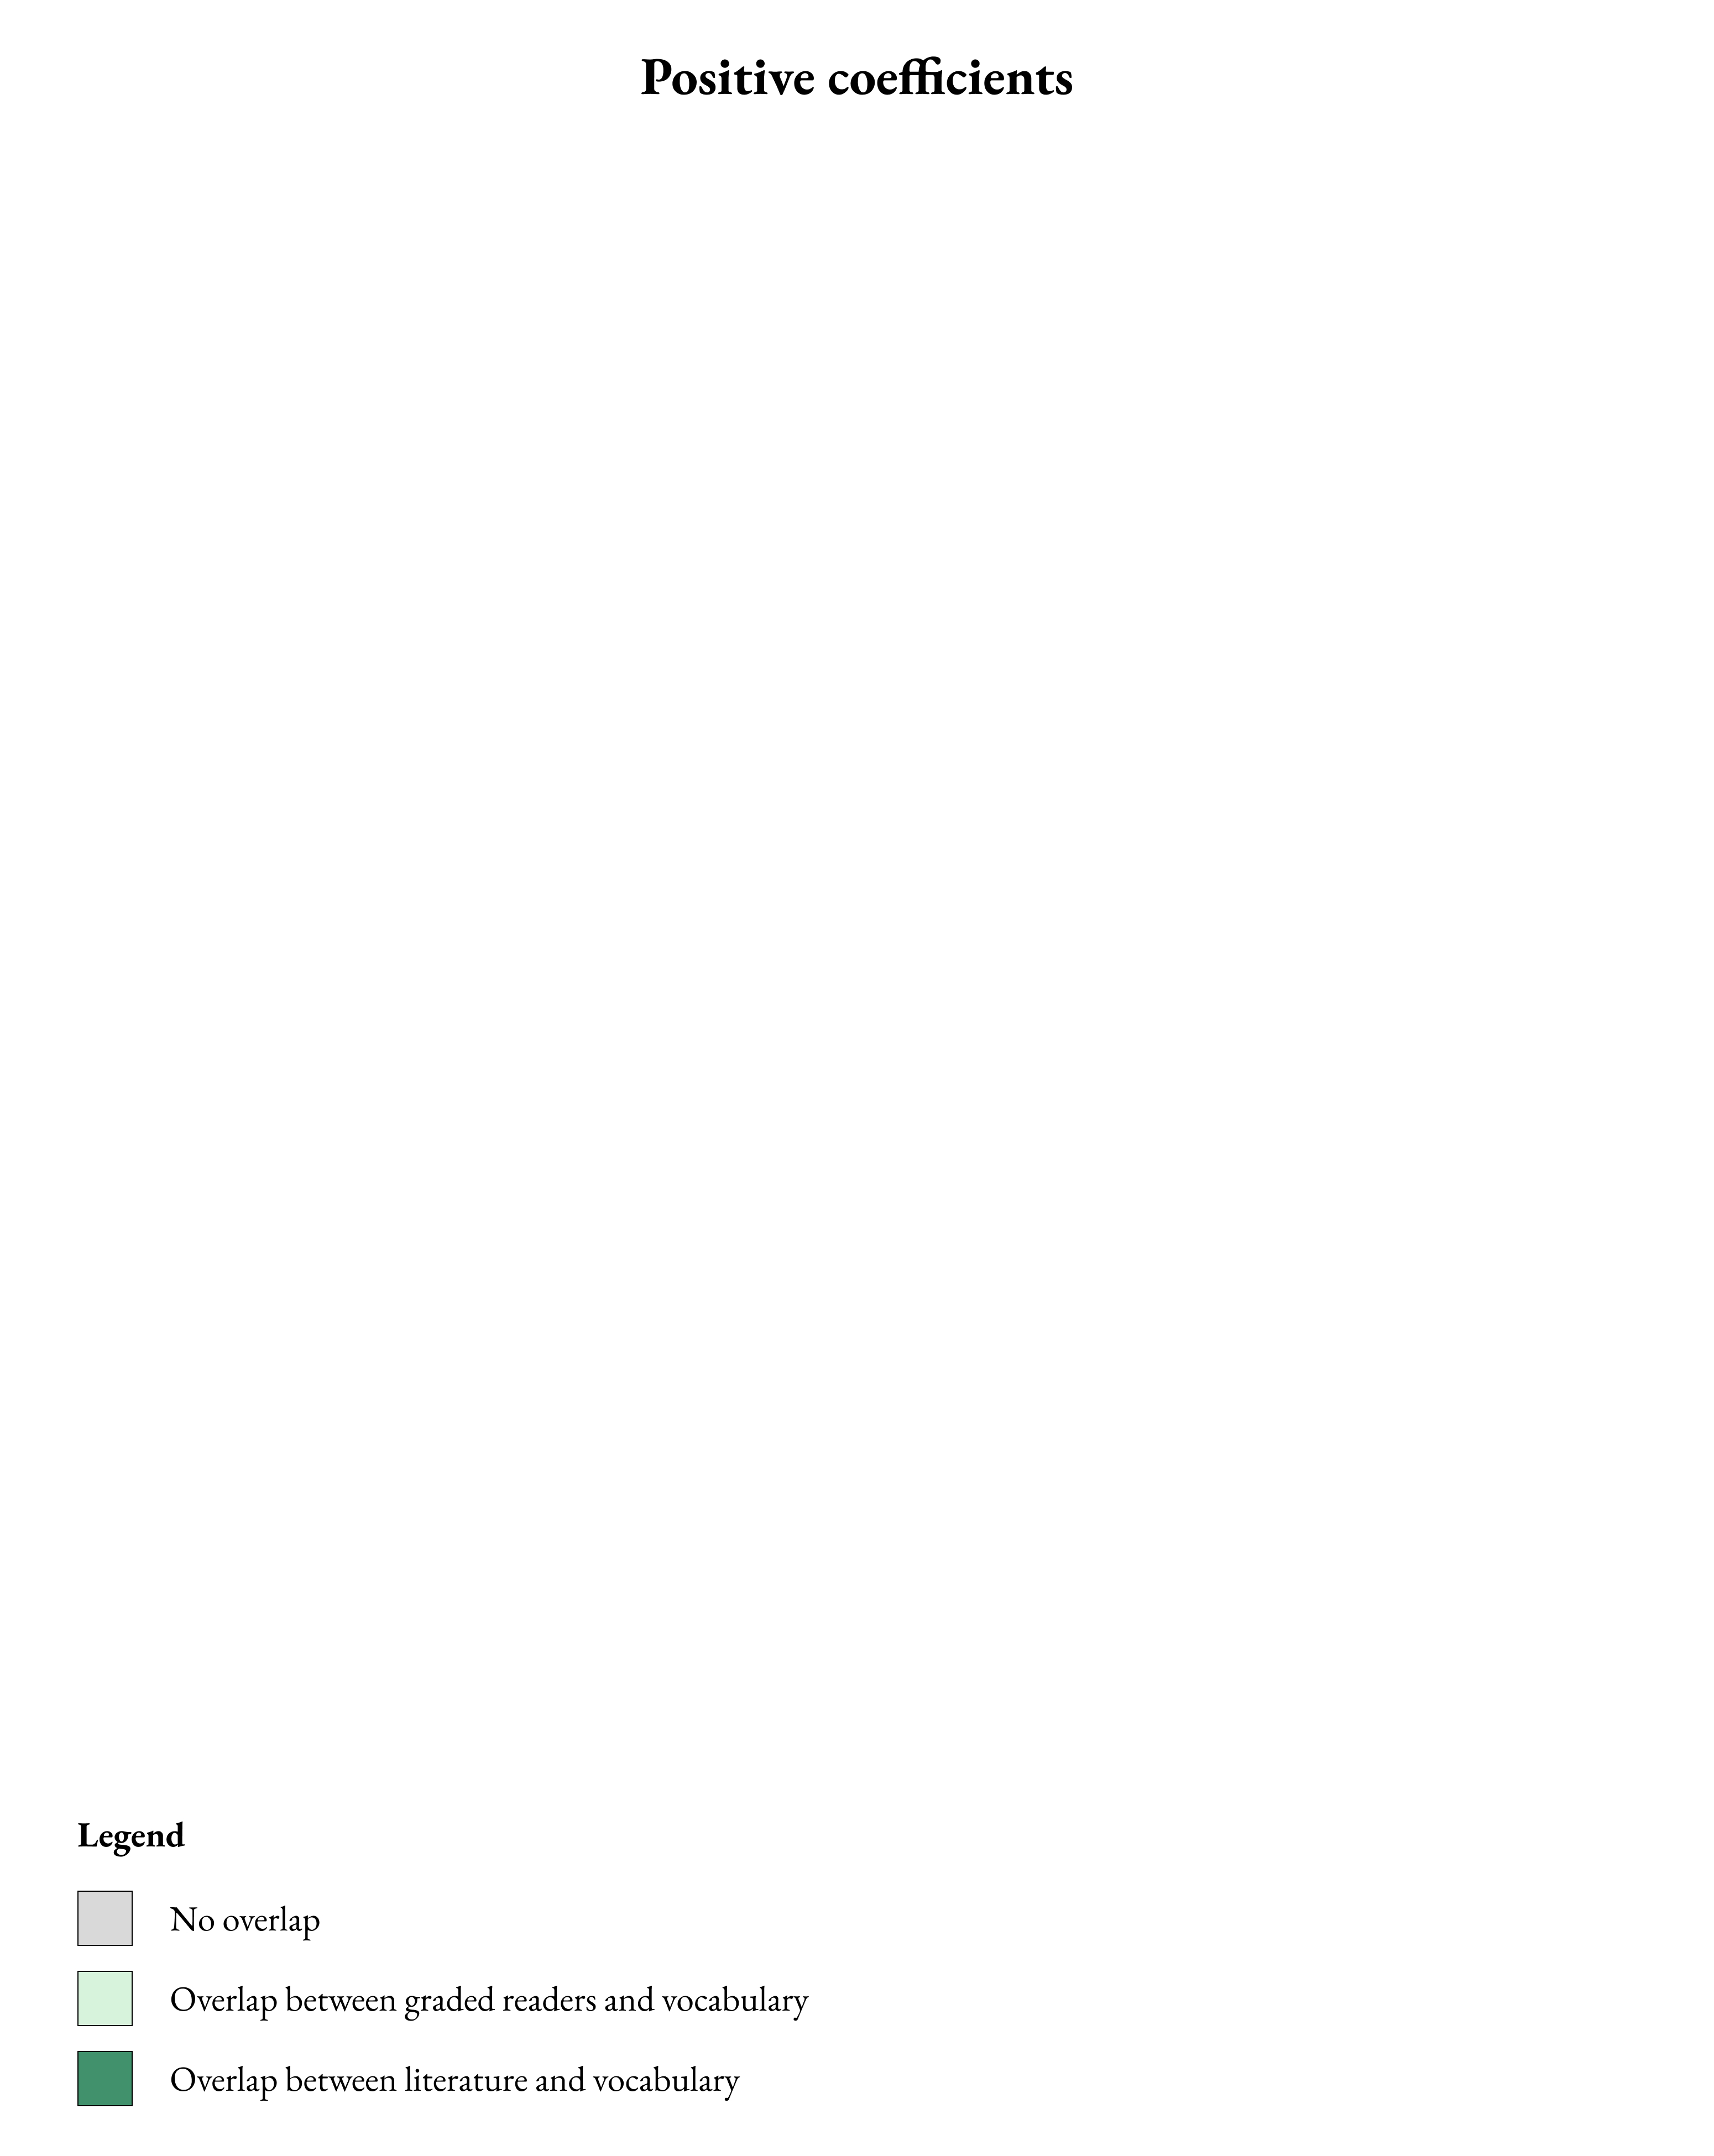 Positive coefficients
Legend
No overlap
Overlap between graded readers and vocabulary
Overlap between literature and vocabulary